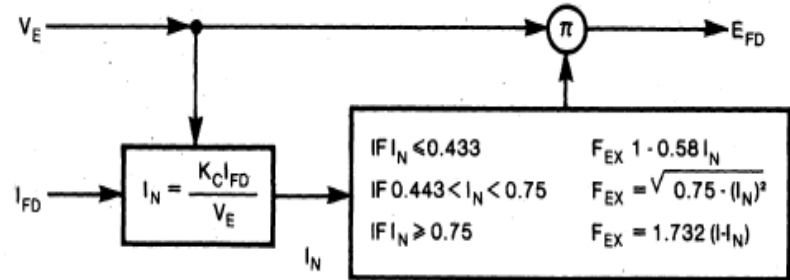 V_E
π
E_FD
I_FD
I_N = K_C I_FD / V_E
I_N
IF I_N ≤ 0.433 F_EX 1 - 0.58 I_N
IF 0.443 < I_N < 0.75 F_EX = √0.75 - (I_N)²
IF I_N ≥ 0.75 F_EX = 1.732 (I-I_N)